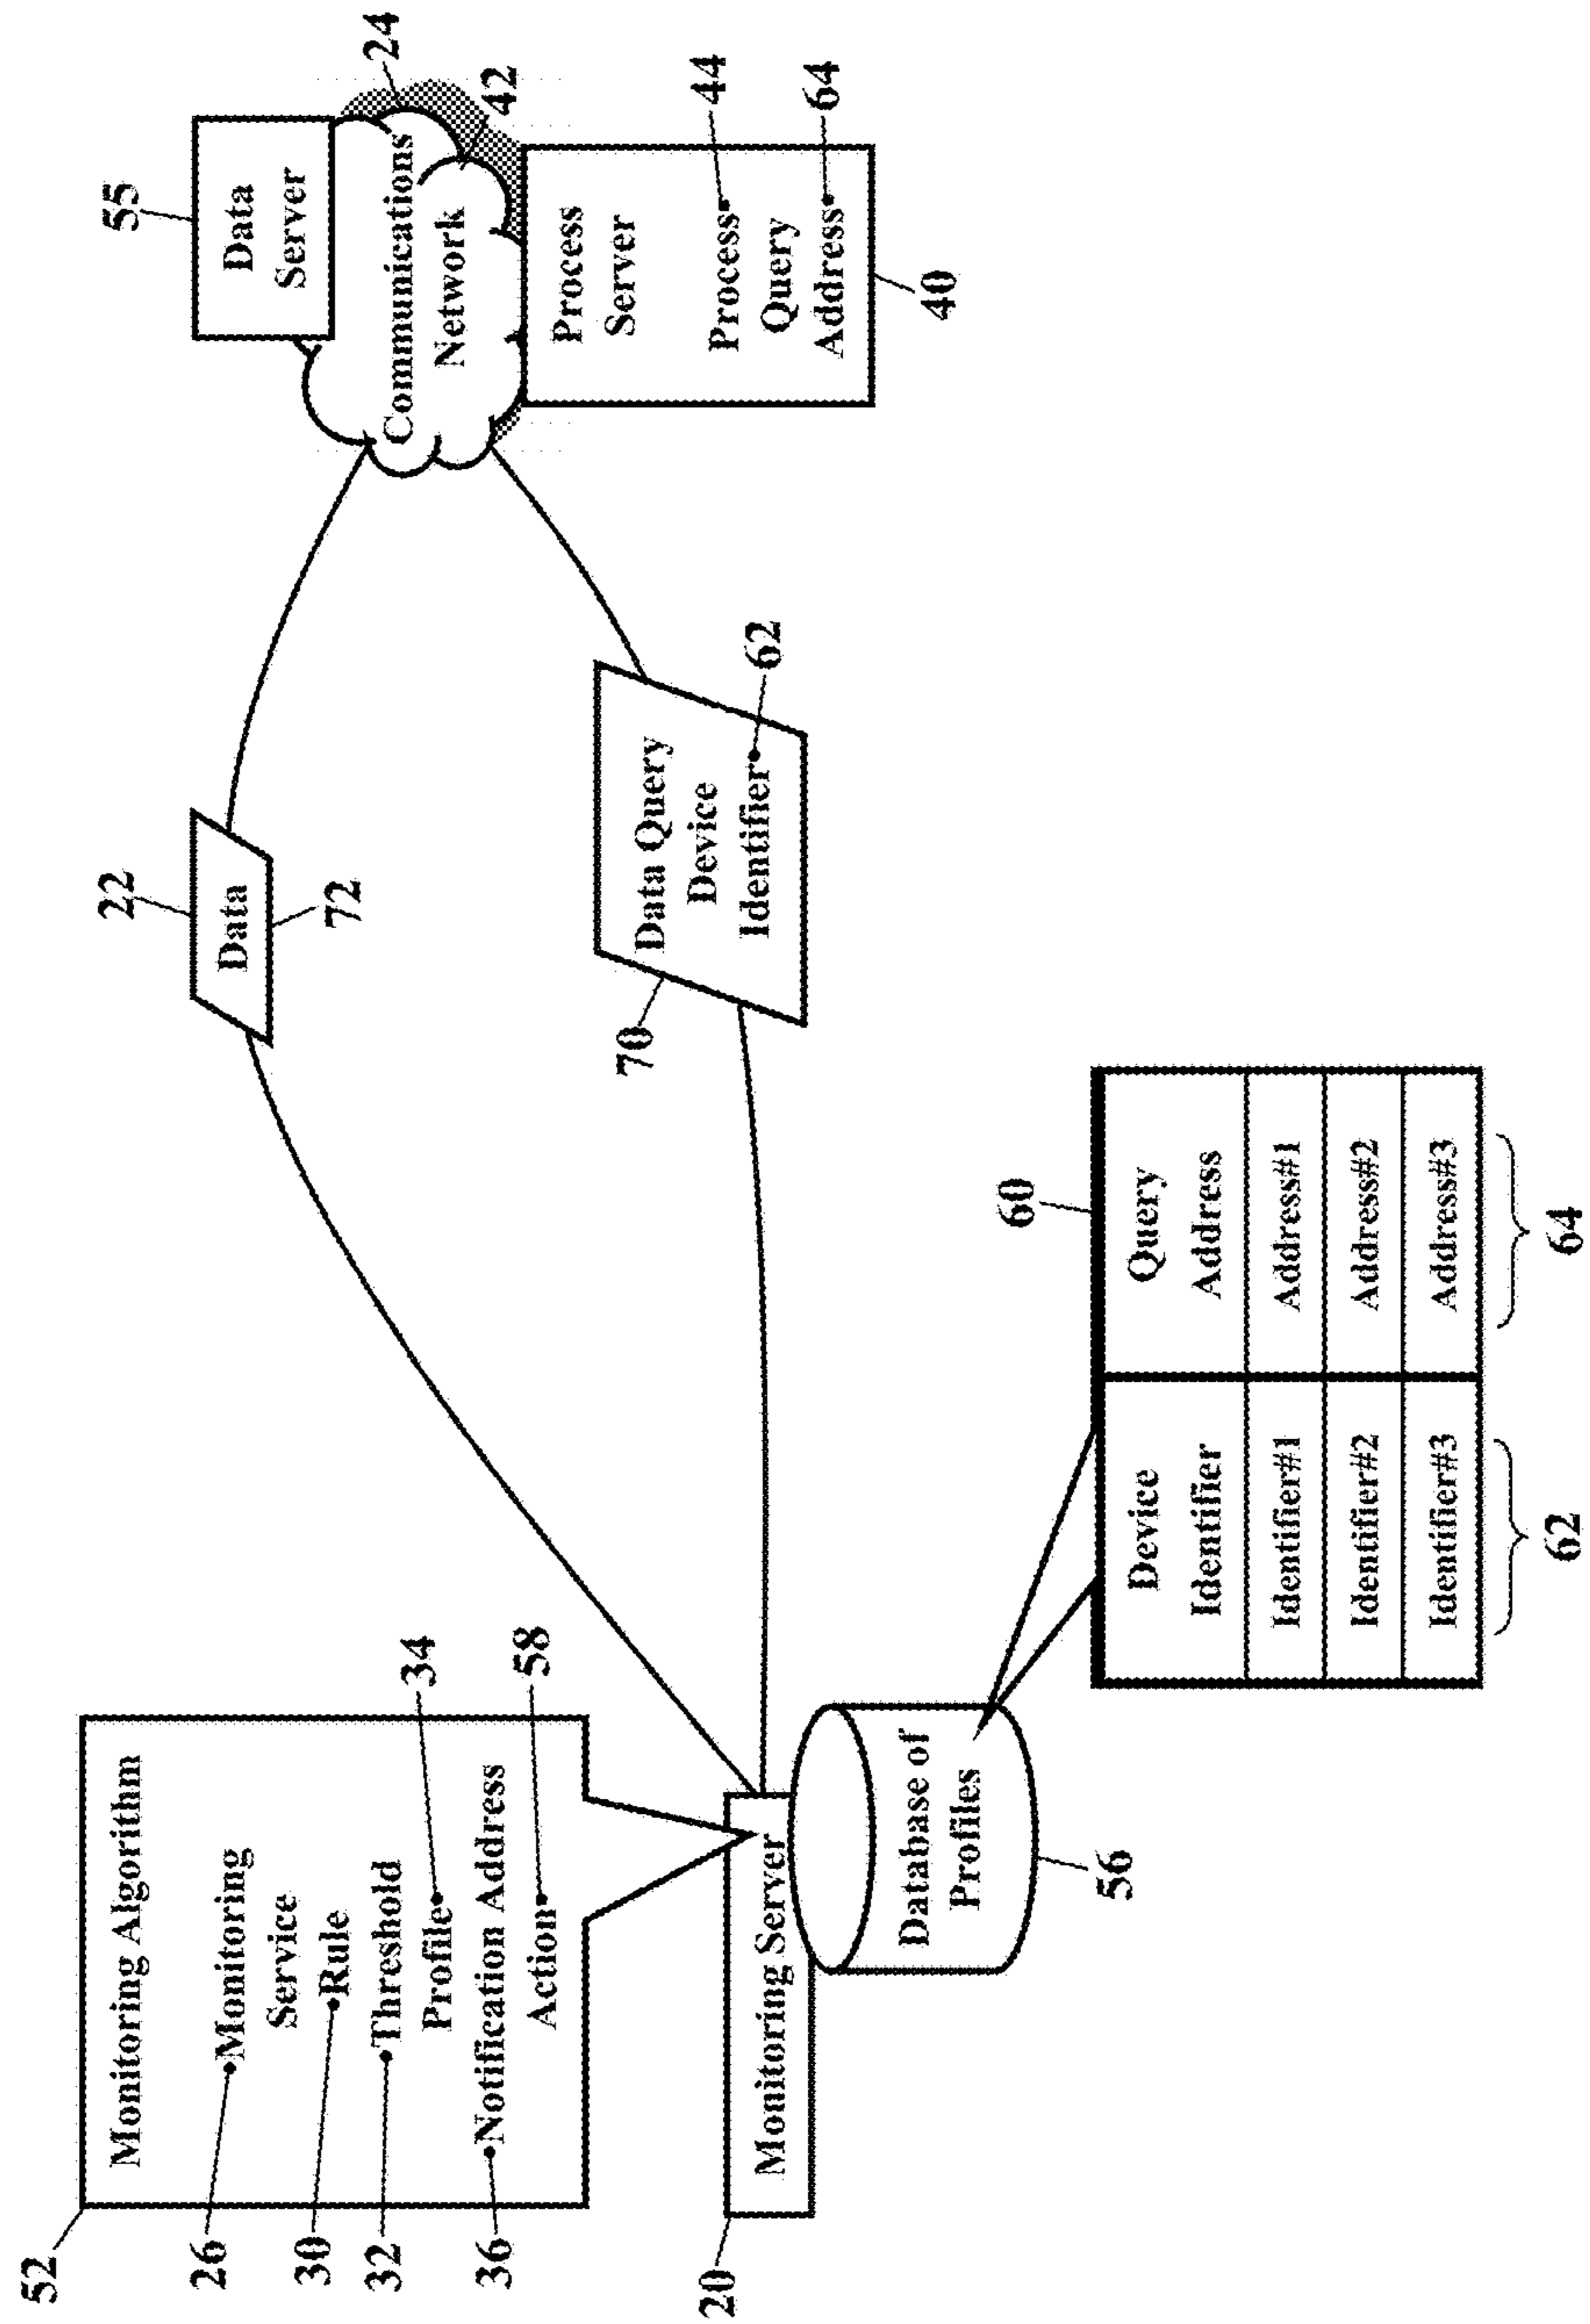 52
Monitoring Algorithm
26
Monitoring
Service
30
Rule
32
Threshold
Profile
34
36
Notification Address
Action
58
20
Monitoring Server
Database of
Profiles
56
22
Data
72
70
Data Query
Device
Identifier
62
55
Data
Server
24
Communications
Network
42
Process
Server
Process
44
Query
Address
64
40
60
Device Query
Identifier Address
Identifier#1 Address#1
Identifier#2 Address#2
Identifier#3 Address#3
62 64